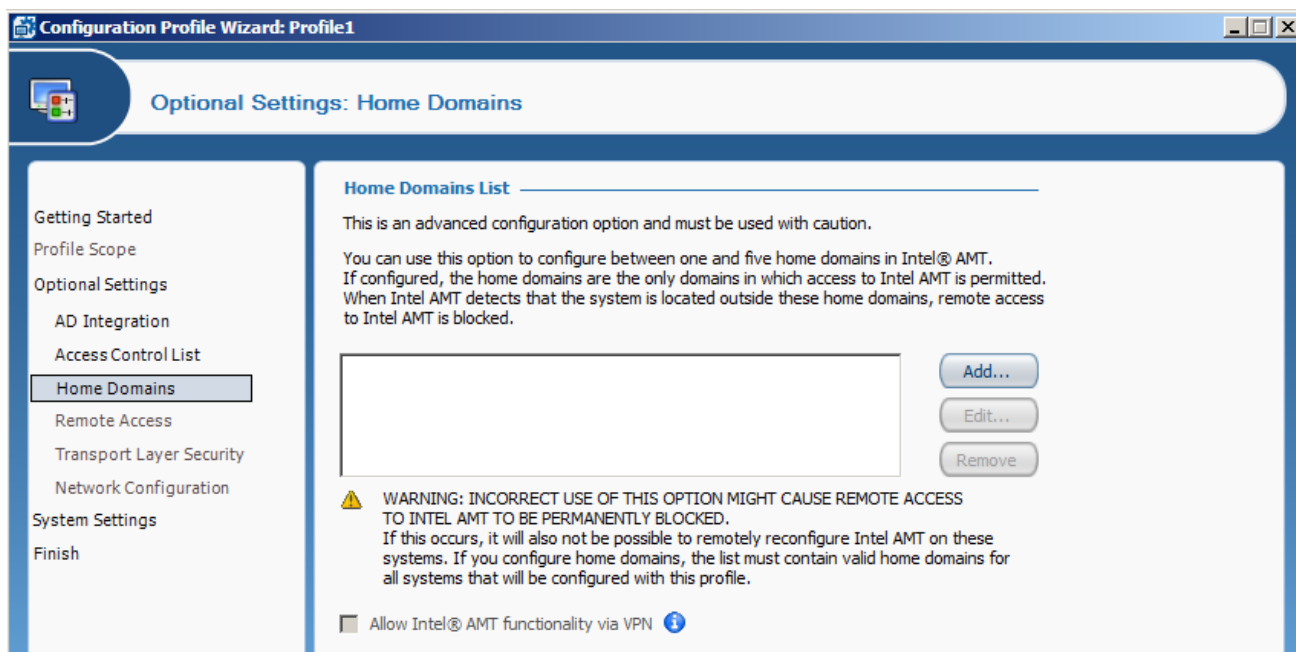 Configuration Profile Wizard: Profile1
Optional Settings: Home Domains
Getting Started
Profile Scope
Optional Settings
AD Integration
Access Control List
Home Domains
Remote Access
Transport Layer Security
Network Configuration
System Settings
Finish
Home Domains List
This is an advanced configuration option and must be used with caution.
You can use this option to configure between one and five home domains in Intel® AMT.
If configured, the home domains are the only domains in which access to Intel AMT is permitted.
When Intel AMT detects that the system is located outside these home domains, remote access
to Intel AMT is blocked.
Add...
Edit...
Remove
WARNING: INCORRECT USE OF THIS OPTION MIGHT CAUSE REMOTE ACCESS
TO INTEL AMT TO BE PERMANENTLY BLOCKED.
If this occurs, it will also not be possible to remotely reconfigure Intel AMT on these
systems. If you configure home domains, the list must contain valid home domains for
all systems that will be configured with this profile.
Allow Intel® AMT functionality via VPN